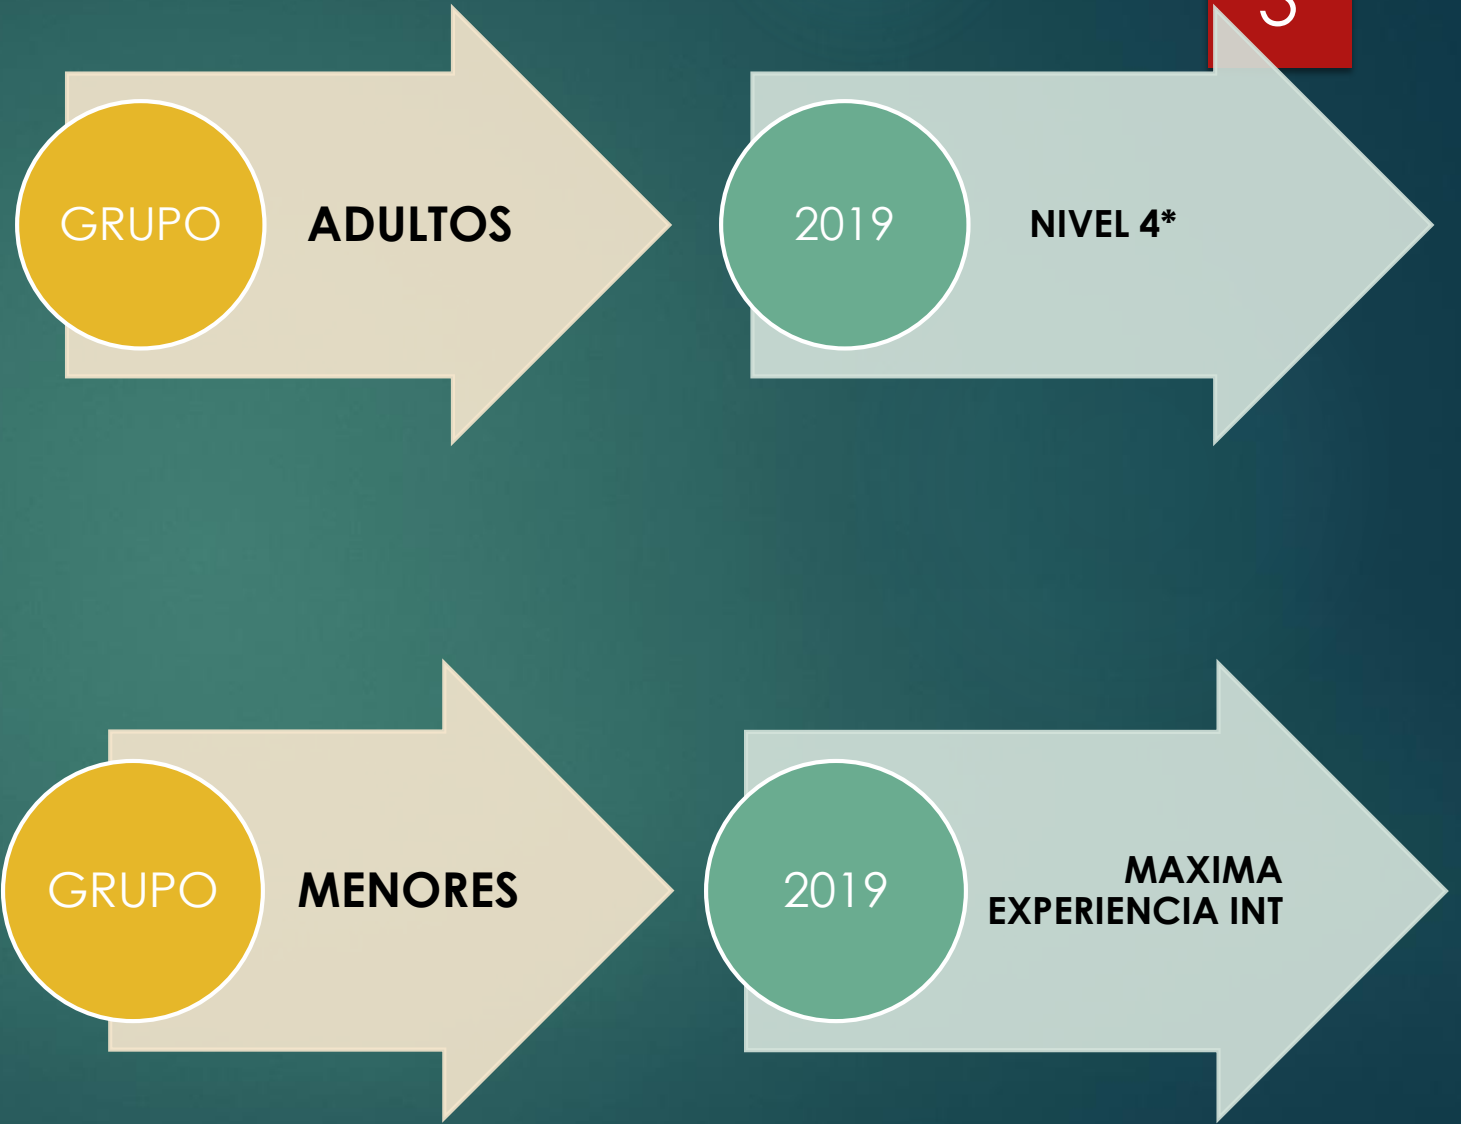 GRUPO
ADULTOS
2019
NIVEL 4*
GRUPO
MENORES
2019
MAXIMA
EXPERIENCIA INT